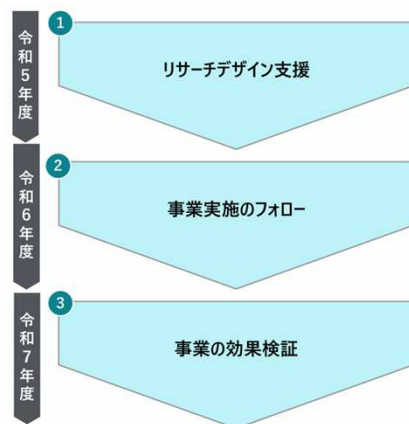 令和5年度
1
リサーチデザイン支援
令和6年度
2
事業実施のフォロー
令和7年度
3
事業の効果検証